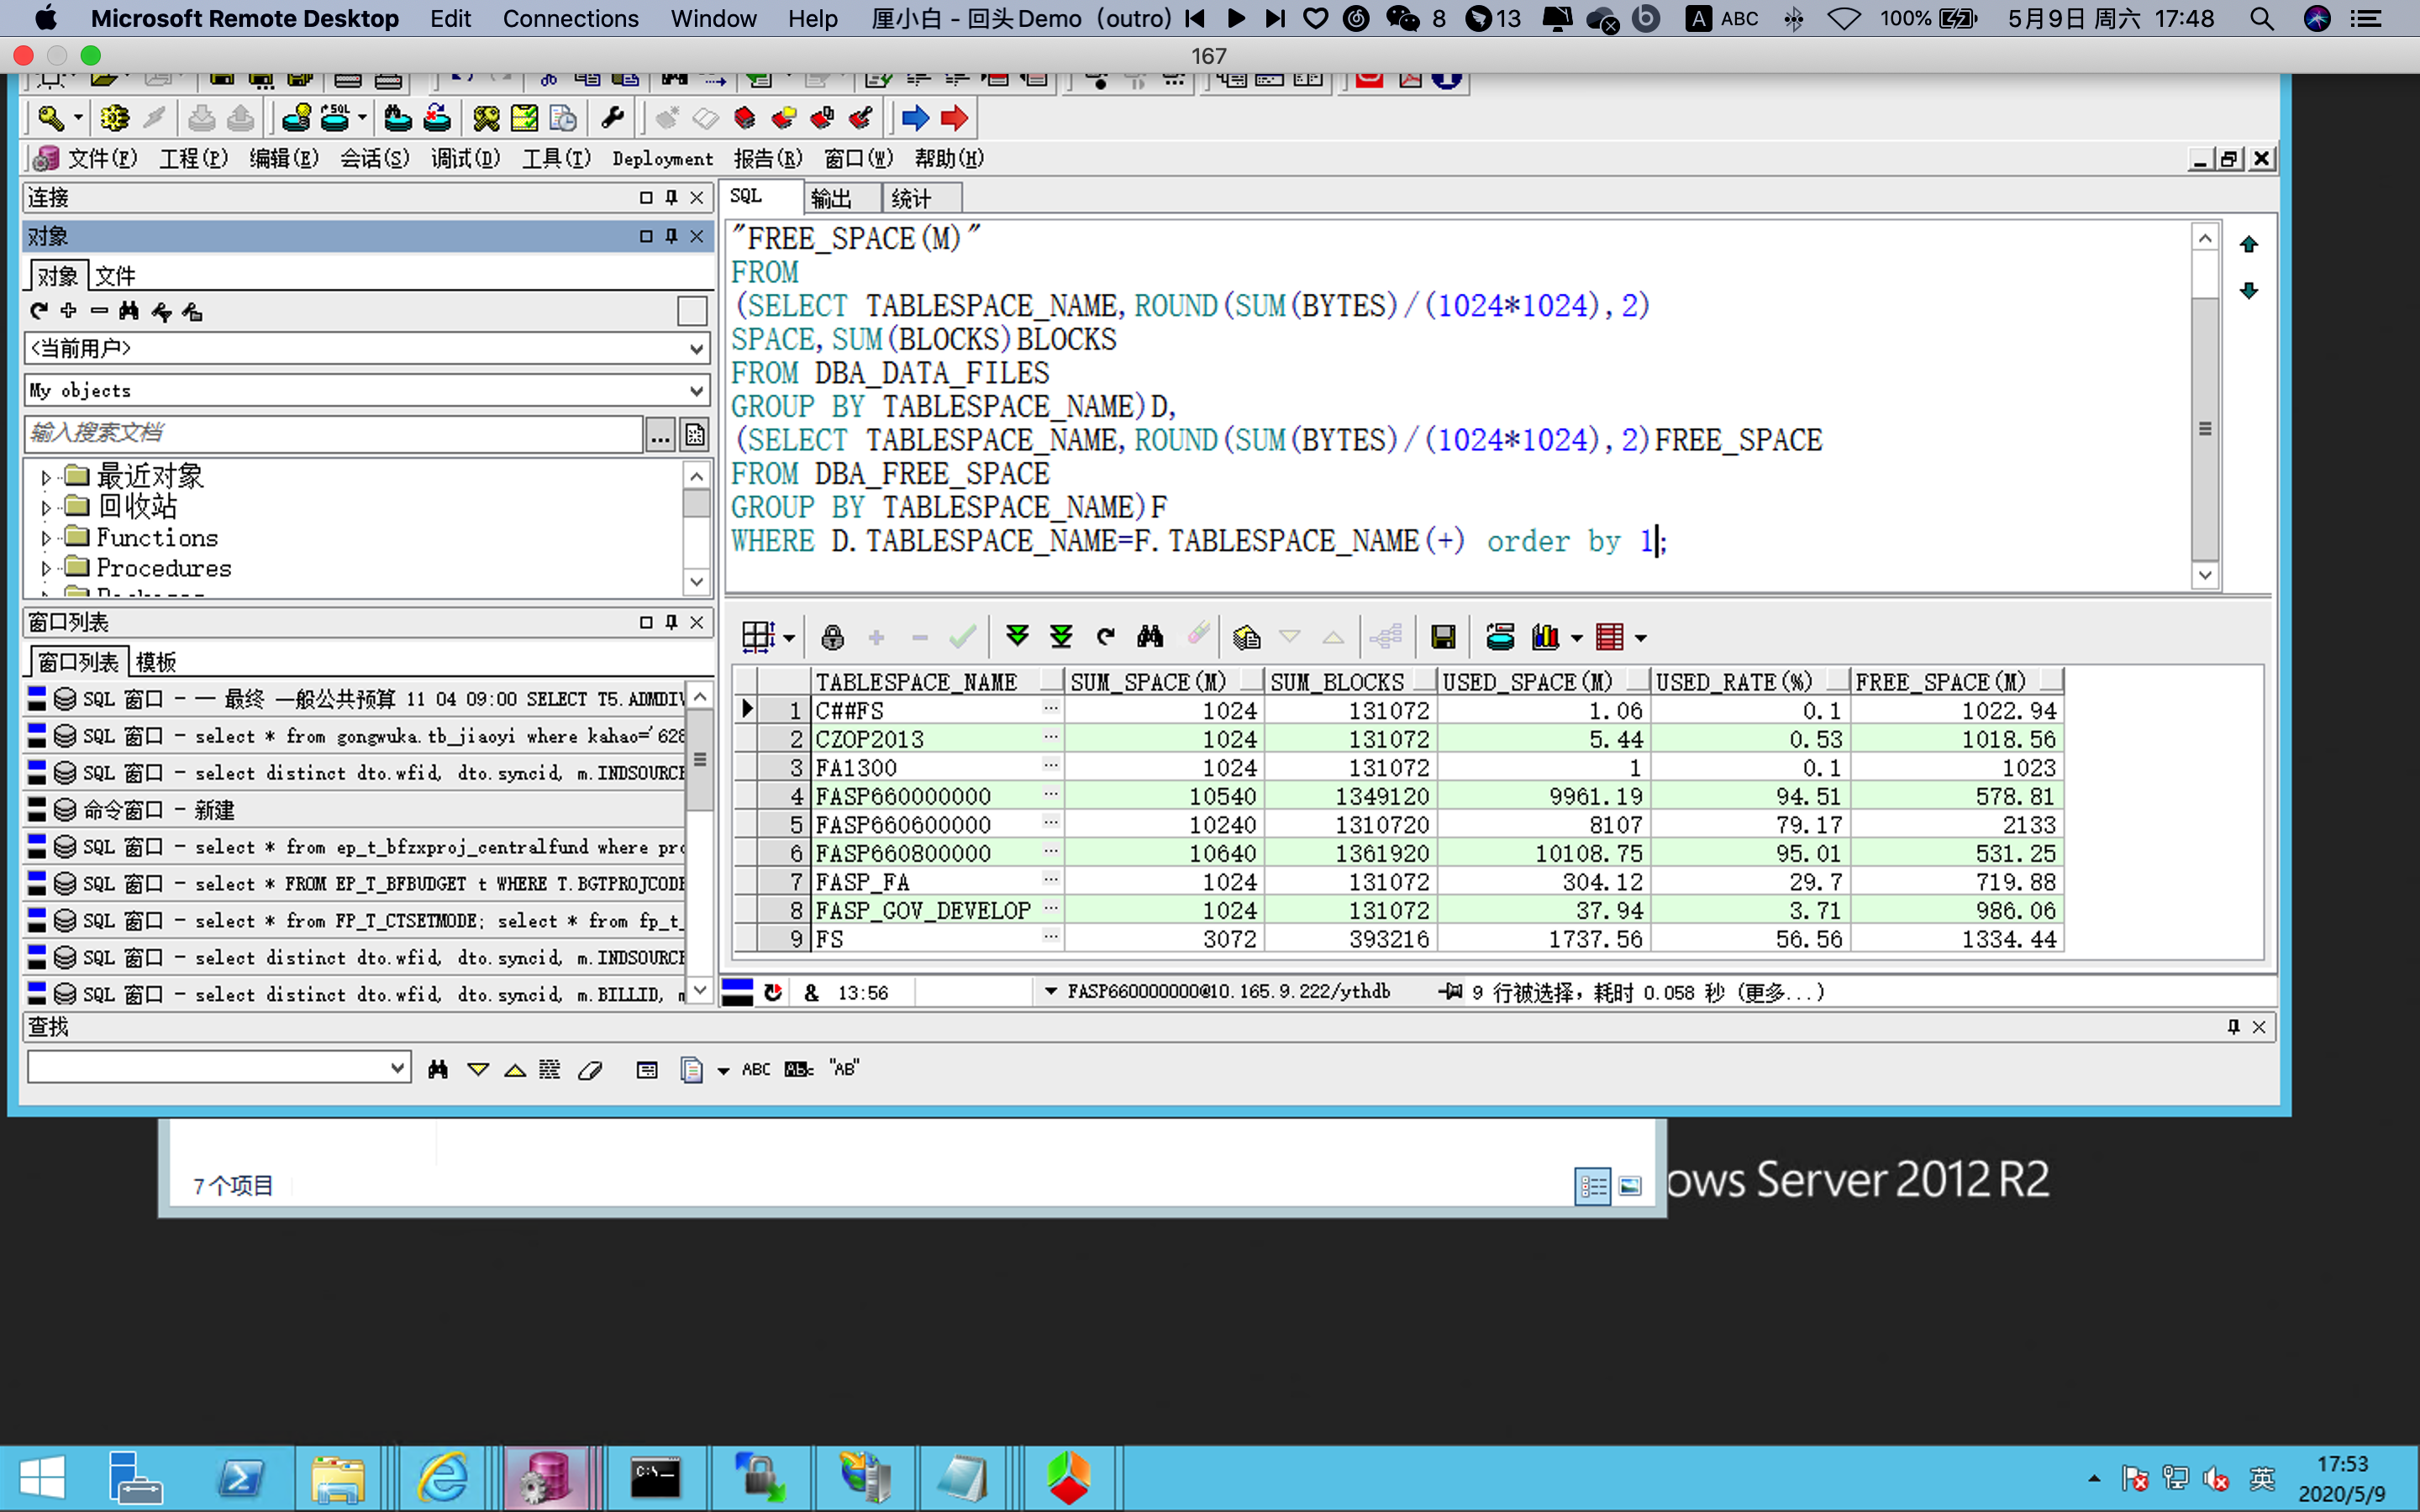 Microsoft Remote Desktop Edit Connections Window Help 厘小白 - 回头Demo（outro） 8 13 A ABC 100% 5月9日 周六 17:48
167
文件(F) 工程(P) 编辑(E) 会话(S) 调试(D) 工具(T) Deployment 报告(R) 窗口(W) 帮助(H)
连接
对象
对象 文件
<当前用户>
My objects
输入搜索文档
...
最近对象
回收站
Functions
Procedures
窗口列表
窗口列表 模板
SQL 窗口 - — 最终 一般公共预算 11 04 09:00 SELECT T5.ADMDIV
SQL 窗口 - select * from gongwuka.tb_jiaoyi where kahao='628
SQL 窗口 - select distinct dto.wfid, dto.syncid, m.INDSOURCE
命令窗口 - 新建
SQL 窗口 - select * from ep_t_bfzxproj_centralfund where pro
SQL 窗口 - select * FROM EP_T_BFBUDGET t WHERE T.BGTPROJCODE
SQL 窗口 - select * from FP_T_CTSETMODE; select * from fp_t_
SQL 窗口 - select distinct dto.wfid, dto.syncid, m.INDSOURCE
SQL 窗口 - select distinct dto.wfid, dto.syncid, m.BILLID,
SQL 输出 统计
"FREE_SPACE(M)"
FROM
(SELECT TABLESPACE_NAME,ROUND(SUM(BYTES)/(1024*1024),2)
SPACE,SUM(BLOCKS)BLOCKS
FROM DBA_DATA_FILES
GROUP BY TABLESPACE_NAME)D,
(SELECT TABLESPACE_NAME,ROUND(SUM(BYTES)/(1024*1024),2)FREE_SPACE
FROM DBA_FREE_SPACE
GROUP BY TABLESPACE_NAME)F
WHERE D.TABLESPACE_NAME=F.TABLESPACE_NAME(+) order by 1;
TABLESPACE_NAME SUM_SPACE(M) SUM_BLOCKS USED_SPACE(M) USED_RATE(%) FREE_SPACE(M)
1 C##FS ... 1024 131072 1.06 0.1 1022.94
2 CZOP2013 ... 1024 131072 5.44 0.53 1018.56
3 FA1300 ... 1024 131072 1 0.1 1023
4 FASP660000000 ... 10540 1349120 9961.19 94.51 578.81
5 FASP660600000 ... 10240 1310720 8107 79.17 2133
6 FASP660800000 ... 10640 1361920 10108.75 95.01 531.25
7 FASP_FA ... 1024 131072 304.12 29.7 719.88
8 FASP_GOV_DEVELOP ... 1024 131072 37.94 3.71 986.06
9 FS ... 3072 393216 1737.56 56.56 1334.44
& 13:56 FASP660000000@10.165.9.222/ythdb 9 行被选择, 耗时 0.058 秒 (更多...)
查找
ABC "AB"
7个项目
ows Server 2012 R2
英
17:53
2020/5/9